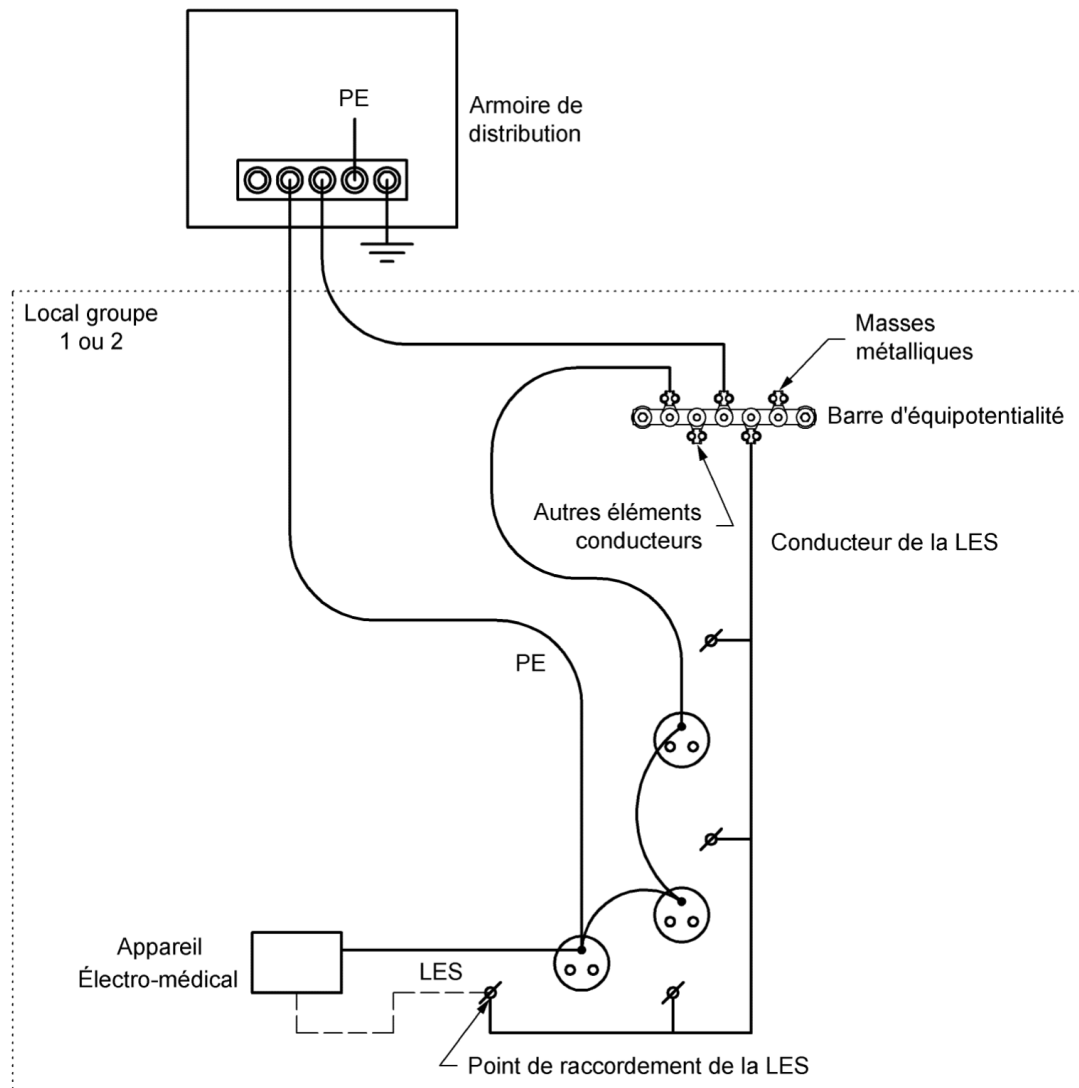 PE
Armoire de
distribution
Local groupe
1 ou 2
Masses
métalliques
Barre d'équipotentialité
Autres éléments
conducteurs
Conducteur de la LES
PE
Appareil
Électro-médical
LES
Point de raccordement de la LES